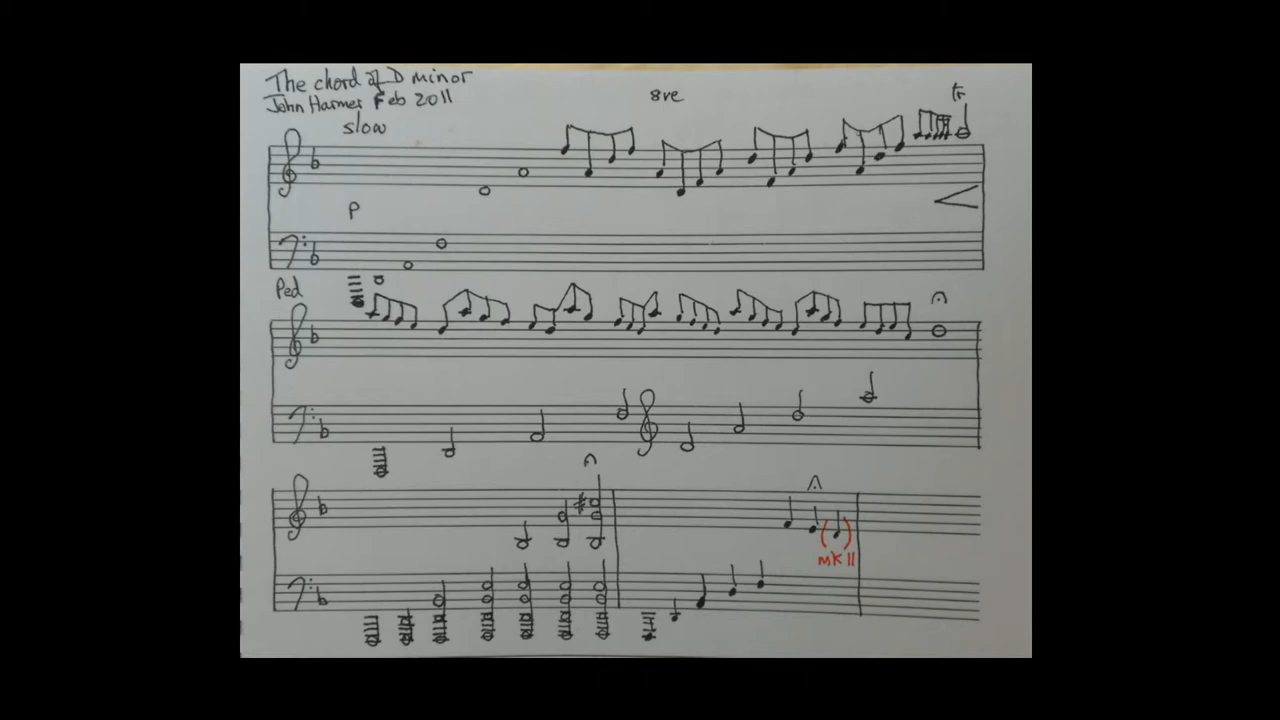 The chord of D minor
John Harmer Feb 2011
slow
8ve
tr
P
Ped
(mk II)